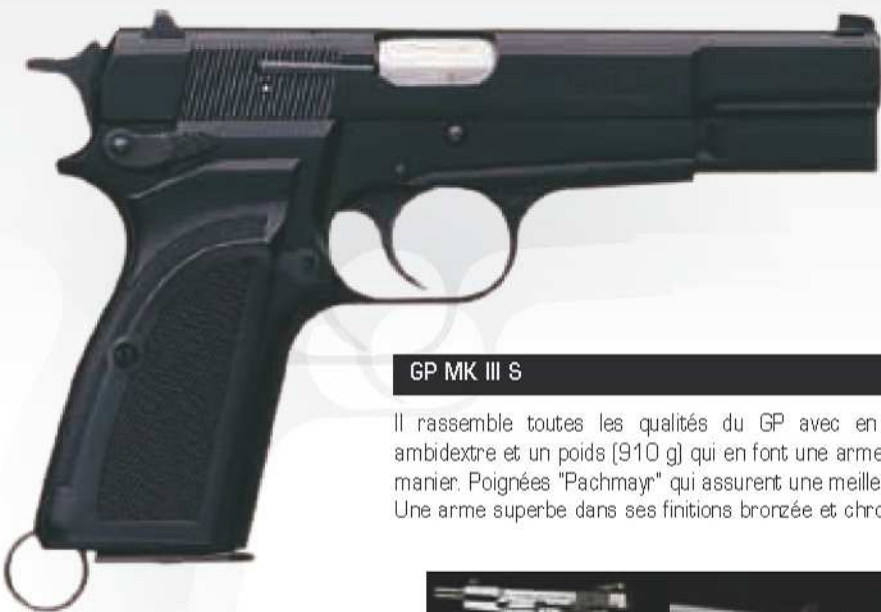 GP MK III S
Il rassemble toutes les qualités du GP avec en
ambidextre et un poids (910 g) qui en font une arme
manier. Poignées "Pachmayr" qui assurent une meille
Une arme superbe dans ses finitions bronzée et chro